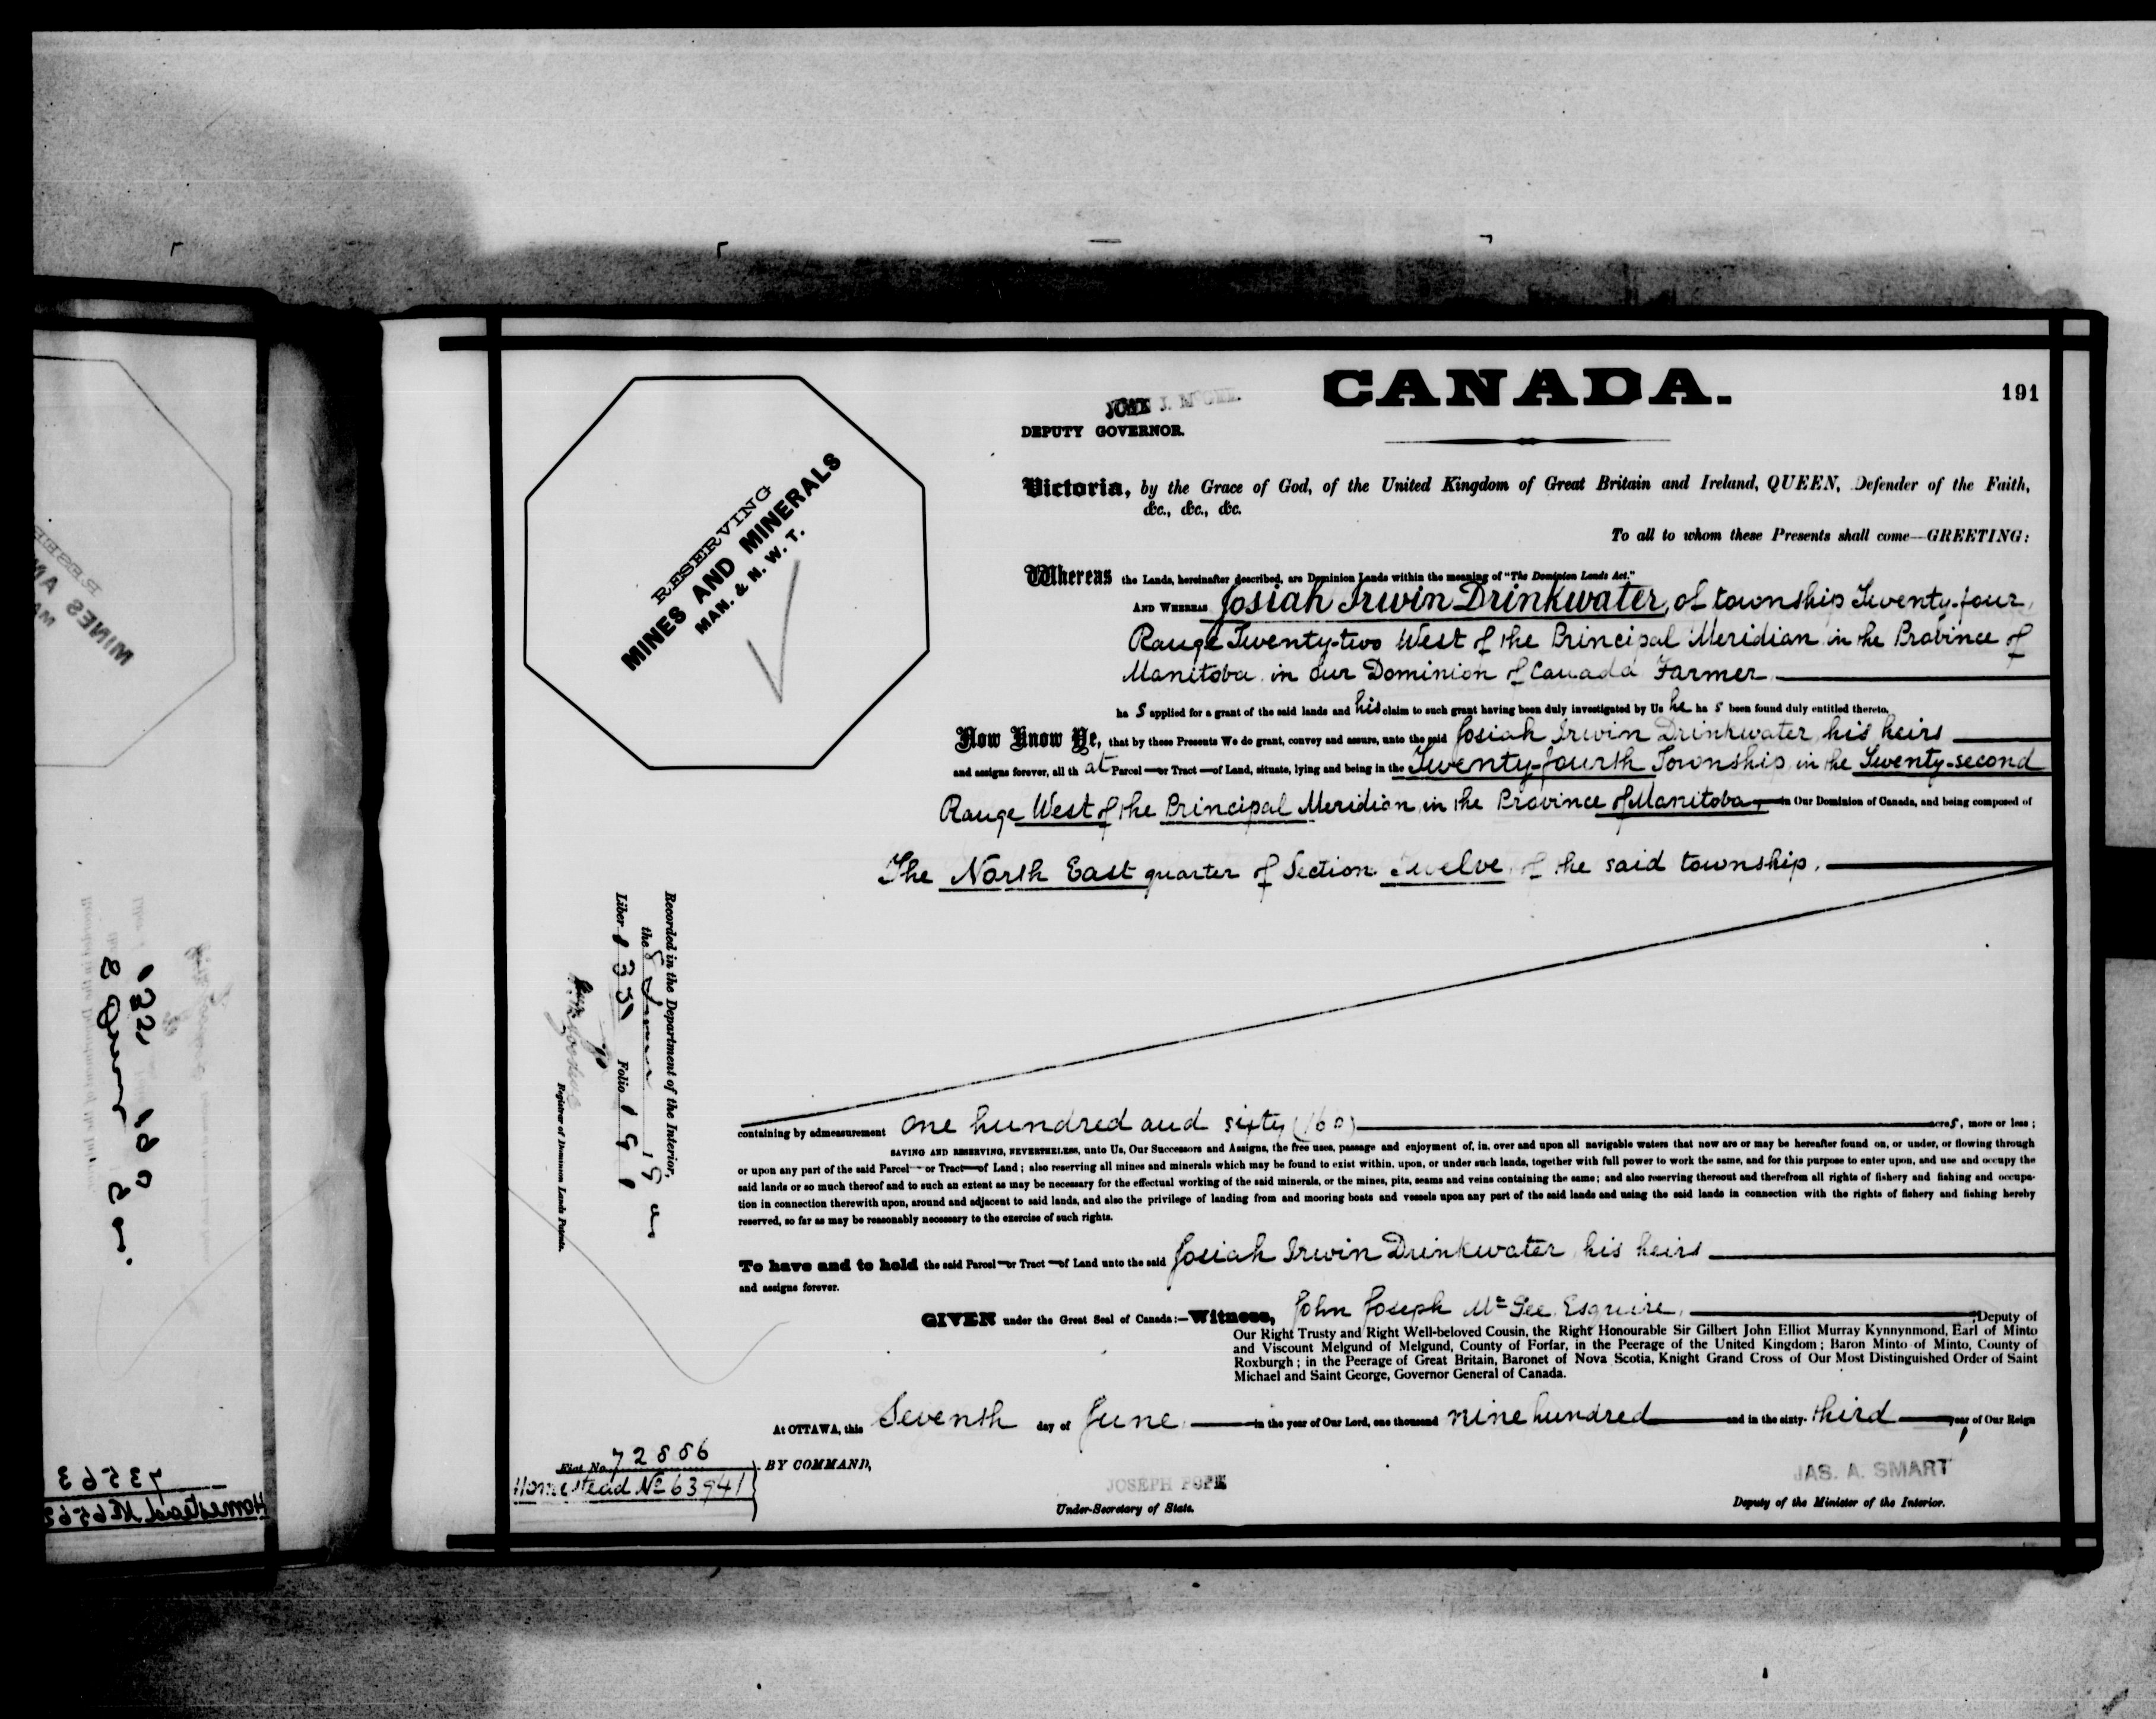 CANADA.
191
JOHN J. McGEE.
DEPUTY GOVERNOR.
RESERVING
MINES AND MINERALS
MAN. & N. W. T.
Victoria, by the Grace of God, of the United Kingdom of Great Britain and Ireland, QUEEN, Defender of the Faith,
&c., &c., &c.
To all to whom these Presents shall come—GREETING:
Whereas the Lands, hereinafter described, are Dominion Lands within the meaning of "The Dominion Lands Act."
AND WHEREAS Josiah Irwin Drinkwater, of township Twenty-four,
Range Twenty-two West of the Principal Meridian in the Province of
Manitoba in Our Dominion of Canada Farmer
ha s applied for a grant of the said lands and his claim to such grant having been duly investigated by Us he ha s been found duly entitled thereto.
Now Know Ye, that by these Presents We do grant, convey and assure, unto the said Josiah Irwin Drinkwater his heirs
and assigns forever, all th at Parcel or Tract of Land, situate, lying and being in the Twenty-fourth Township in the Twenty-second
Range West of the Principal Meridian in the Province of Manitoba, in Our Dominion of Canada, and being composed of
The North East quarter of Section Twelve of the said township.
Recorded in the Department of the Interior,
the 8 June 19
Liber 135 Folio 191
Registrar of Dominion Lands Patents.
containing by admeasurement one hundred and sixty (160) acres, more or less;
SAVING AND RESERVING, NEVERTHELESS, unto Us, Our Successors and Assigns, the free uses, passage and enjoyment of, in, over and upon all navigable waters that now are or may be hereafter found on, or under, or flowing through
or upon any part of the said Parcel or Tract of Land; also reserving all mines and minerals which may be found to exist within, upon, or under such lands, together with full power to work the same, and for this purpose to enter upon, and use and occupy the
said lands or so much thereof and to such an extent as may be necessary for the effectual working of the said minerals, or the mines, pits, seams and veins containing the same; and also reserving thereout and therefrom all rights of fishery and fishing and occupa-
tion in connection therewith upon, around and adjacent to said lands, and also the privilege of landing from and mooring boats and vessels upon any part of the said lands and using the said lands in connection with the rights of fishery and fishing hereby
reserved, so far as may be reasonably necessary to the exercise of such rights.
To have and to hold the said Parcel or Tract of Land unto the said Josiah Irwin Drinkwater his heirs
and assigns forever.
GIVEN under the Great Seal of Canada:—Witness, John Joseph McGee Esquire, Deputy of
Our Right Trusty and Right Well-beloved Cousin, the Right Honourable Sir Gilbert John Elliot Murray Kynnynmond, Earl of Minto
and Viscount Melgund of Melgund, County of Forfar, in the Peerage of the United Kingdom; Baron Minto of Minto, County of
Roxburgh; in the Peerage of Great Britain, Baronet of Nova Scotia, Knight Grand Cross of Our Most Distinguished Order of Saint
Michael and Saint George, Governor General of Canada.
At OTTAWA, this Seventh day of June in the year of Our Lord, one thousand nine hundred and in the sixty-third year of Our Reign
Fiat No. 72886
Homestead No 63941
BY COMMAND,
JOSEPH POPE
Under-Secretary of State.
JAS. A. SMART
Deputy of the Minister of the Interior.